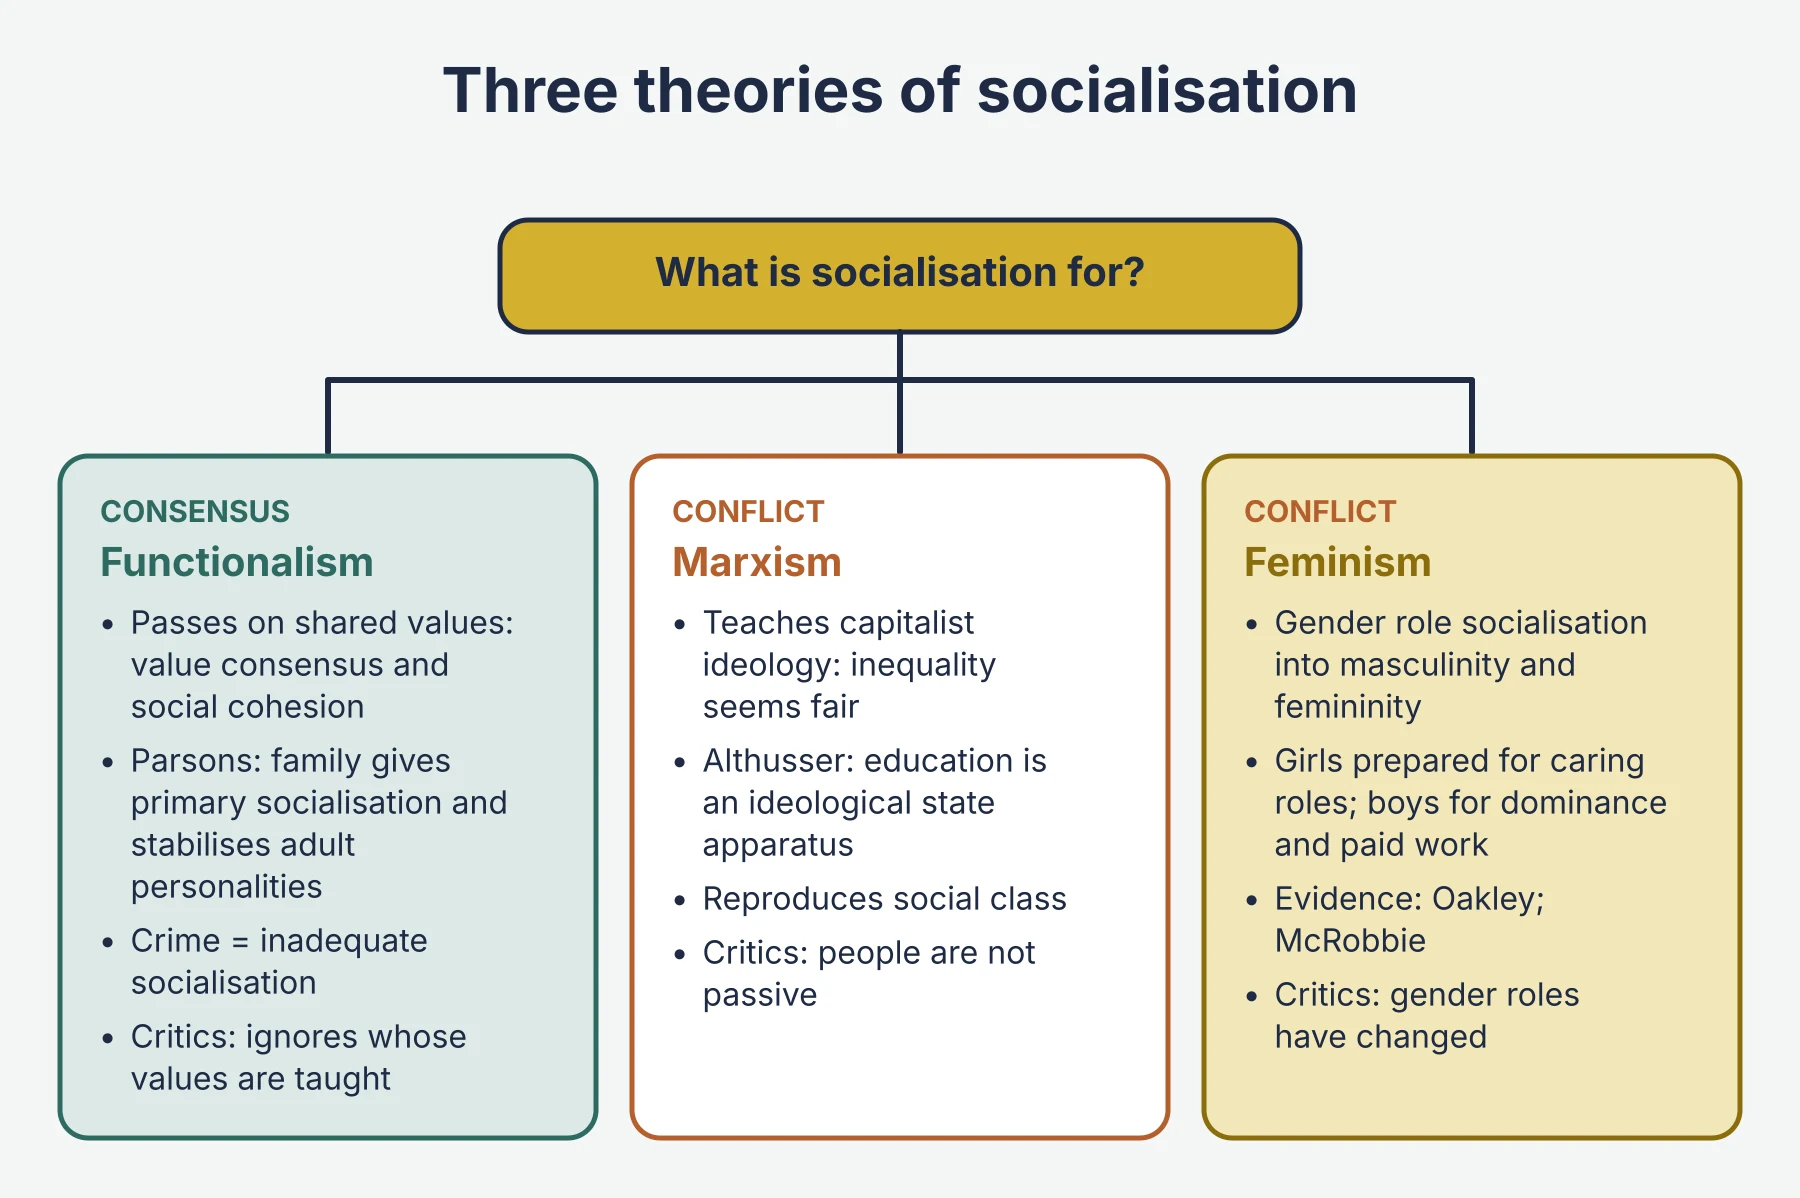 Three theories of socialisation
What is socialisation for?
CONSENSUS
Functionalism
• Passes on shared values:
value consensus and
social cohesion
• Parsons: family gives
primary socialisation and
stabilises adult
personalities
• Crime = inadequate
socialisation
• Critics: ignores whose
values are taught
CONFLICT
Marxism
• Teaches capitalist
ideology: inequality
seems fair
• Althusser: education is
an ideological state
apparatus
• Reproduces social class
• Critics: people are not
passive
CONFLICT
Feminism
• Gender role socialisation
into masculinity and
femininity
• Girls prepared for caring
roles; boys for dominance
and paid work
• Evidence: Oakley;
McRobbie
• Critics: gender roles
have changed